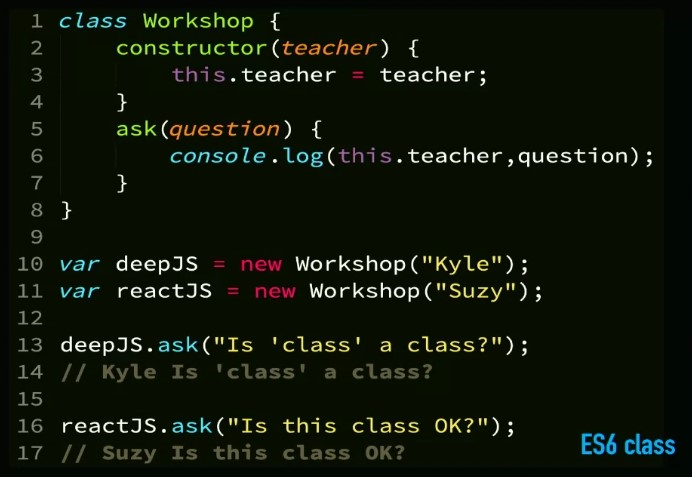 1 class Workshop {
2     constructor(teacher) {
3         this.teacher = teacher;
4     }
5     ask(question) {
6         console.log(this.teacher,question);
7     }
8 }
9
10 var deepJS = new Workshop("Kyle");
11 var reactJS = new Workshop("Suzy");
12
13 deepJS.ask("Is 'class' a class?");
14 // Kyle Is 'class' a class?
15
16 reactJS.ask("Is this class OK?");
17 // Suzy Is this class OK?
ES6 class